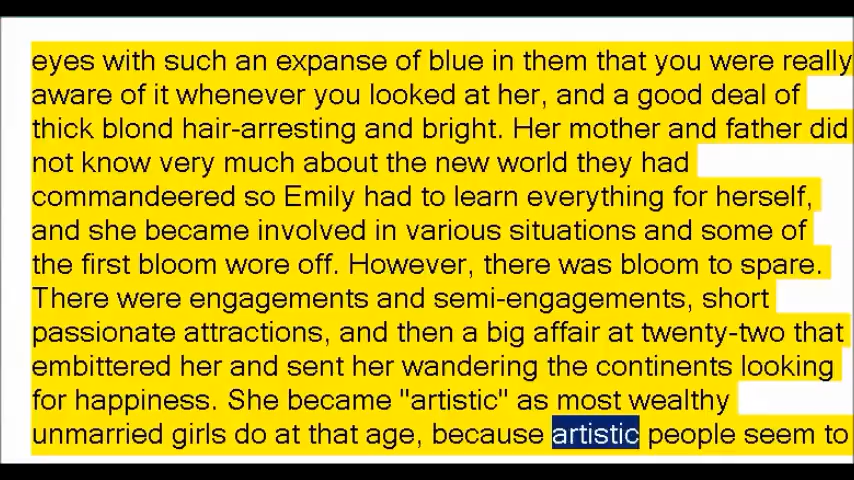 eyes with such an expanse of blue in them that you were really
aware of it whenever you looked at her, and a good deal of
thick blond hair-arresting and bright. Her mother and father did
not know very much about the new world they had
commandeered so Emily had to learn everything for herself,
and she became involved in various situations and some of
the first bloom wore off. However, there was bloom to spare.
There were engagements and semi-engagements, short
passionate attractions, and then a big affair at twenty-two that
embittered her and sent her wandering the continents looking
for happiness. She became "artistic" as most wealthy
unmarried girls do at that age, because artistic people seem to